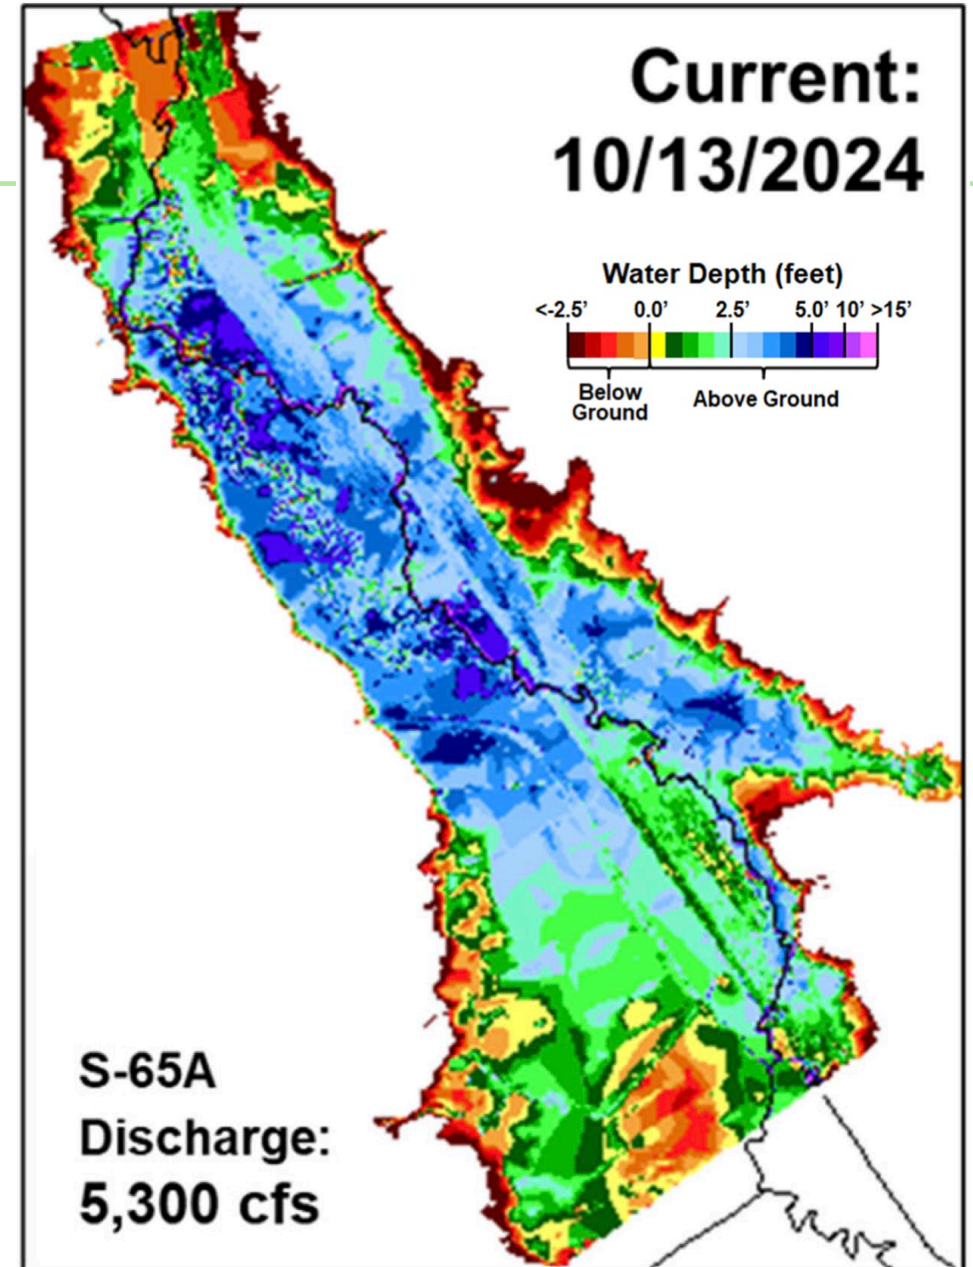 Current:
10/13/2024
Water Depth (feet)
<-2.5’ 0.0’ 2.5’ 5.0’ 10’ >15’
Below
Ground
Above Ground
S-65A
Discharge:
5,300 cfs